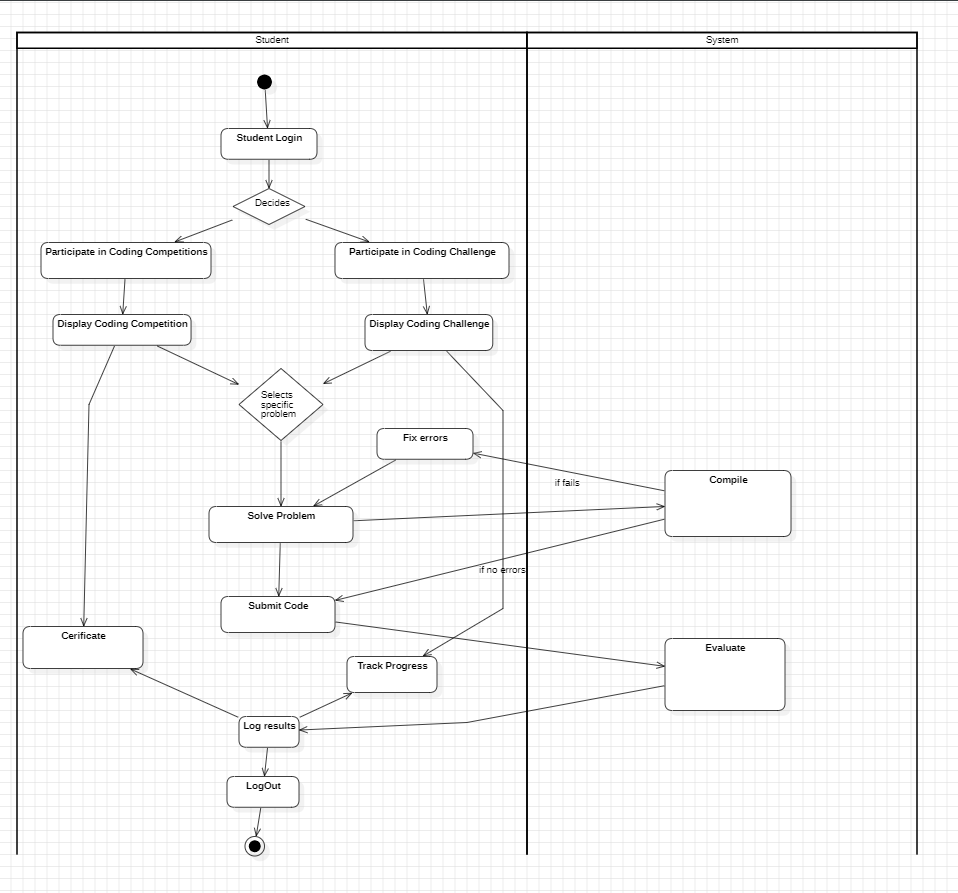 Student
System
Student Login
Decides
Participate in Coding Competitions
Participate in Coding Challenge
Display Coding Competition
Display Coding Challenge
Selects
specific
problem
Fix errors
if fails
Compile
Solve Problem
if no errors
Submit Code
Cerificate
Evaluate
Track Progress
Log results
LogOut